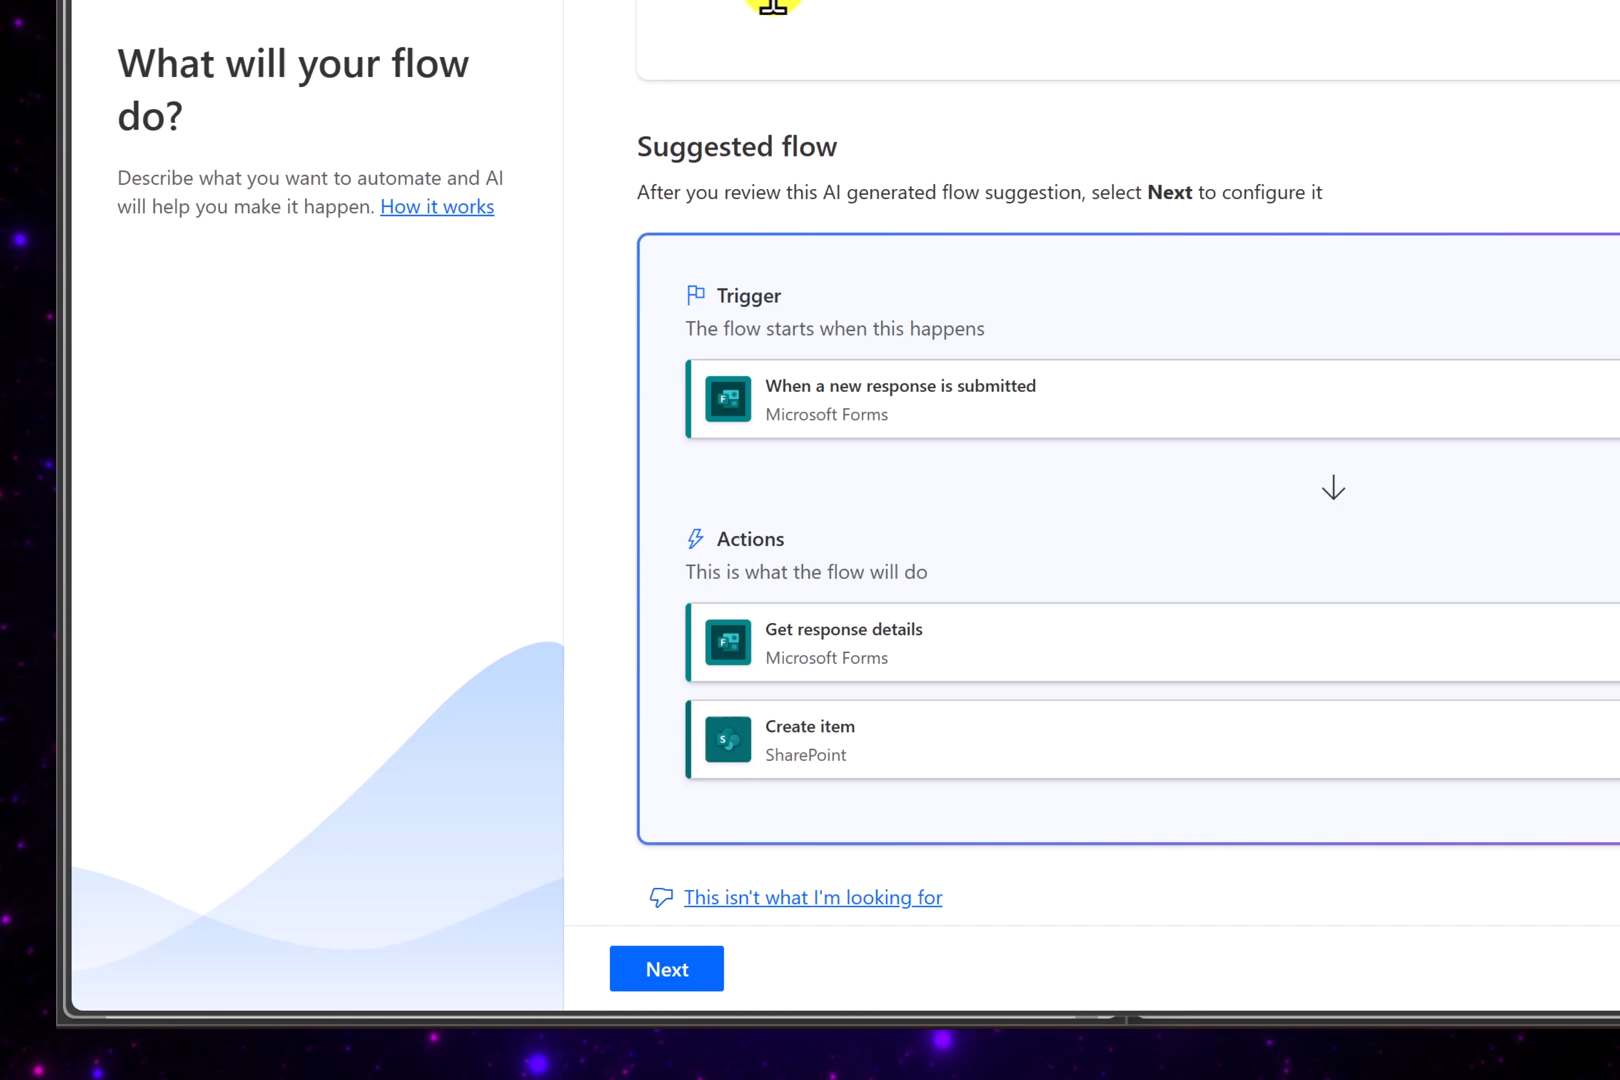 What will your flow
do?
Describe what you want to automate and AI
will help you make it happen. How it works
Suggested flow
After you review this AI generated flow suggestion, select Next to configure it
Trigger
The flow starts when this happens
F
When a new response is submitted
Microsoft Forms
Actions
This is what the flow will do
F
Get response details
Microsoft Forms
S
Create item
SharePoint
This isn't what I'm looking for
Next